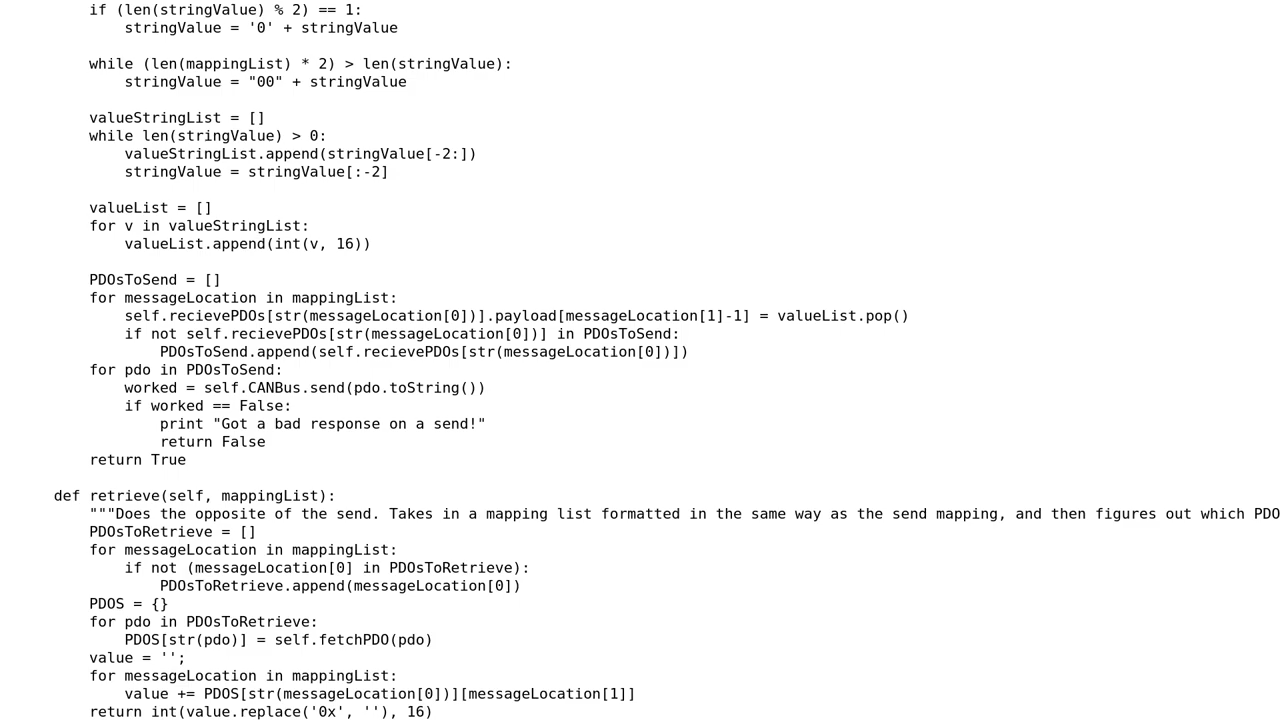 if (len(stringValue) % 2) == 1:
stringValue = '0' + stringValue
while (len(mappingList) * 2) > len(stringValue):
stringValue = "00" + stringValue
valueStringList = []
while len(stringValue) > 0:
valueStringList.append(stringValue[-2:])
stringValue = stringValue[:-2]
valueList = []
for v in valueStringList:
valueList.append(int(v, 16))
PDOsToSend = []
for messageLocation in mappingList:
self.recievePDOs[str(messageLocation[0])].payload[messageLocation[1]-1] = valueList.pop()
if not self.recievePDOs[str(messageLocation[0])] in PDOsToSend:
PDOsToSend.append(self.recievePDOs[str(messageLocation[0])])
for pdo in PDOsToSend:
worked = self.CANBus.send(pdo.toString())
if worked == False:
print "Got a bad response on a send!"
return False
return True
def retrieve(self, mappingList):
"""Does the opposite of the send. Takes in a mapping list formatted in the same way as the send mapping, and then figures out which PDO
PDOsToRetrieve = []
for messageLocation in mappingList:
if not (messageLocation[0] in PDOsToRetrieve):
PDOsToRetrieve.append(messageLocation[0])
PDOS = {}
for pdo in PDOsToRetrieve:
PDOS[str(pdo)] = self.fetchPDO(pdo)
value = '';
for messageLocation in mappingList:
value += PDOS[str(messageLocation[0])][messageLocation[1]]
return int(value.replace('0x', ''), 16)